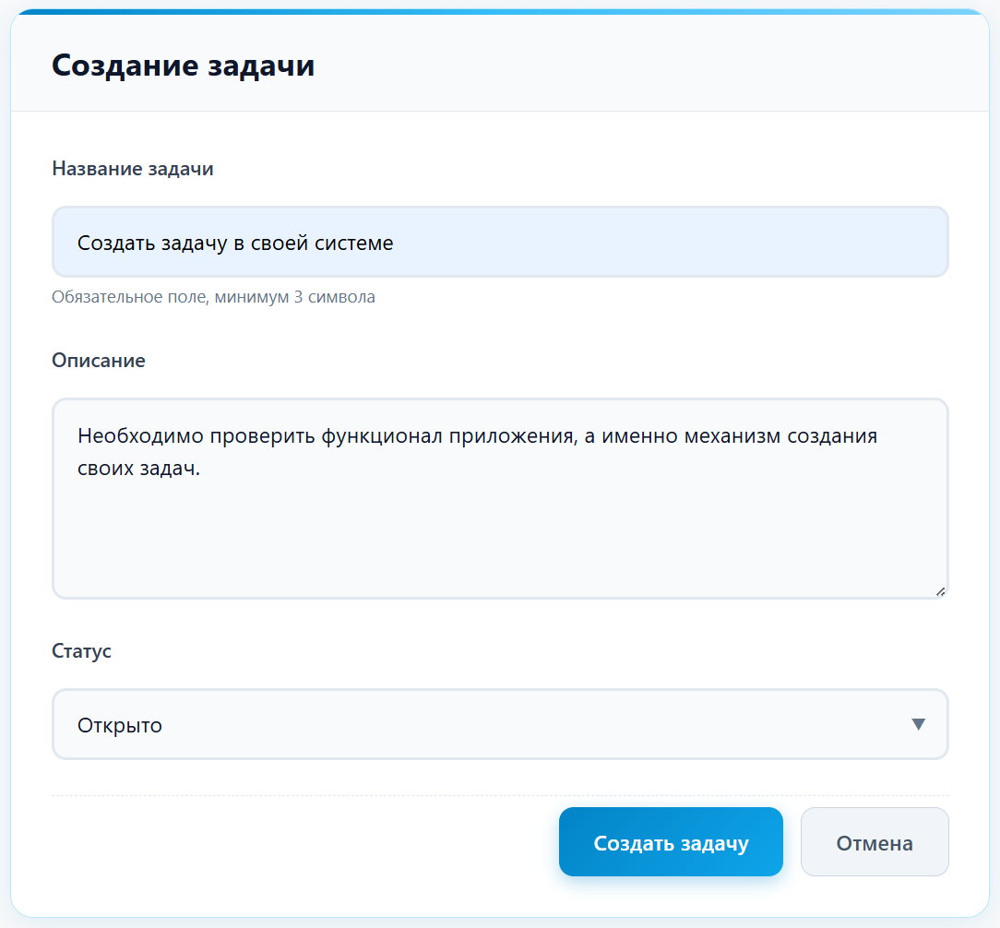 Создание задачи
Название задачи
Создать задачу в своей системе
Обязательное поле, минимум 3 символа
Описание
Необходимо проверить функционал приложения, а именно механизм создания
своих задач.
Статус
Открыто
Создать задачу
Отмена